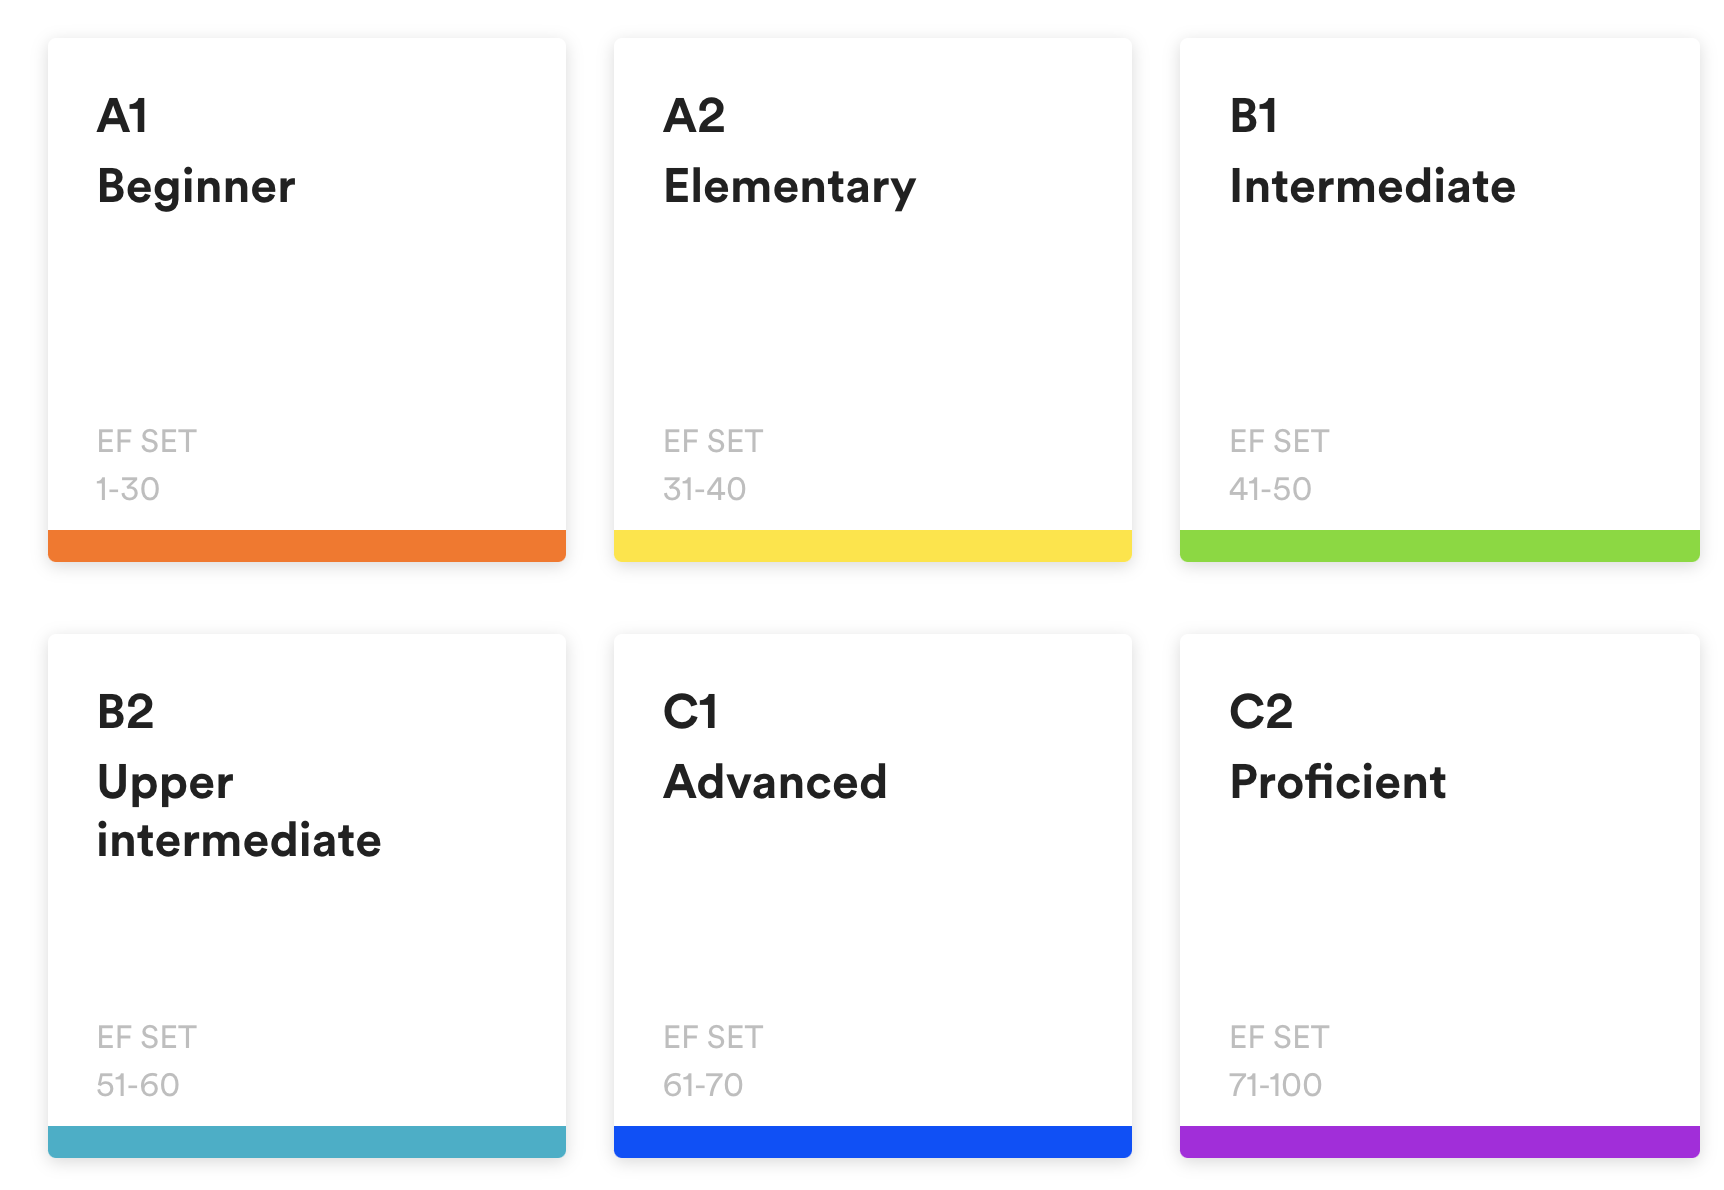 A1
Beginner
EF SET
1-30
A2
Elementary
EF SET
31-40
B1
Intermediate
EF SET
41-50
B2
Upper
intermediate
EF SET
51-60
C1
Advanced
EF SET
61-70
C2
Proficient
EF SET
71-100